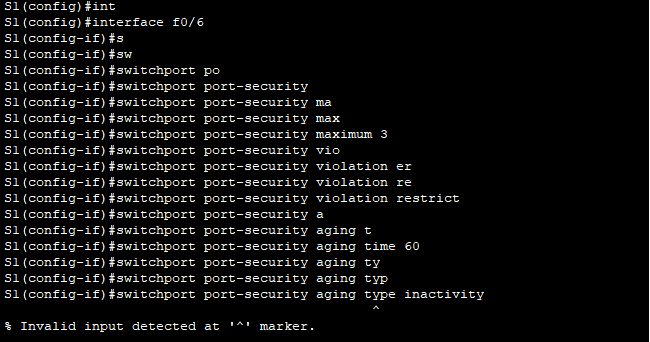 S1(config)#int
S1(config)#interface f0/6
S1(config-if)#s
S1(config-if)#sw
S1(config-if)#switchport po
S1(config-if)#switchport port-security
S1(config-if)#switchport port-security ma
S1(config-if)#switchport port-security max
S1(config-if)#switchport port-security maximum 3
S1(config-if)#switchport port-security vio
S1(config-if)#switchport port-security violation er
S1(config-if)#switchport port-security violation re
S1(config-if)#switchport port-security violation restrict
S1(config-if)#switchport port-security a
S1(config-if)#switchport port-security aging t
S1(config-if)#switchport port-security aging time 60
S1(config-if)#switchport port-security aging ty
S1(config-if)#switchport port-security aging typ
S1(config-if)#switchport port-security aging type inactivity
^
% Invalid input detected at '^' marker.